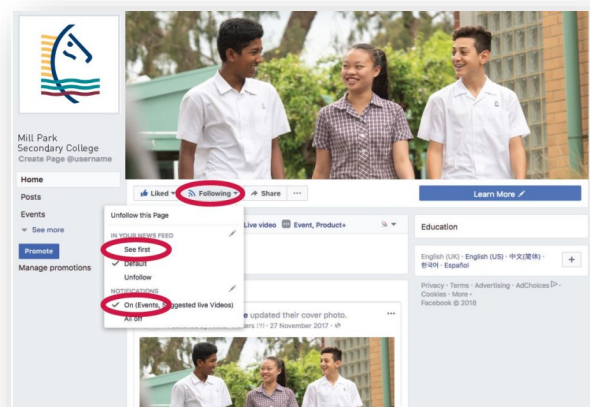 Mill Park
Secondary College
Create Page @username
Home
Posts
Events
See more
Promote
Manage promotions
Liked Following Share ...
Learn More
Unfollow this Page
IN YOUR NEWS FEED
See first
Default
Unfollow
NOTIFICATIONS
On (Events, Suggested live Videos)
All off
Live video Event, Product+
updated their cover photo.
27 November 2017
Education
English (UK) · English (US) · 中文(简体) ·
한국어 · Español
+
Privacy · Terms · Advertising · AdChoices ·
Cookies · More
Facebook © 2018